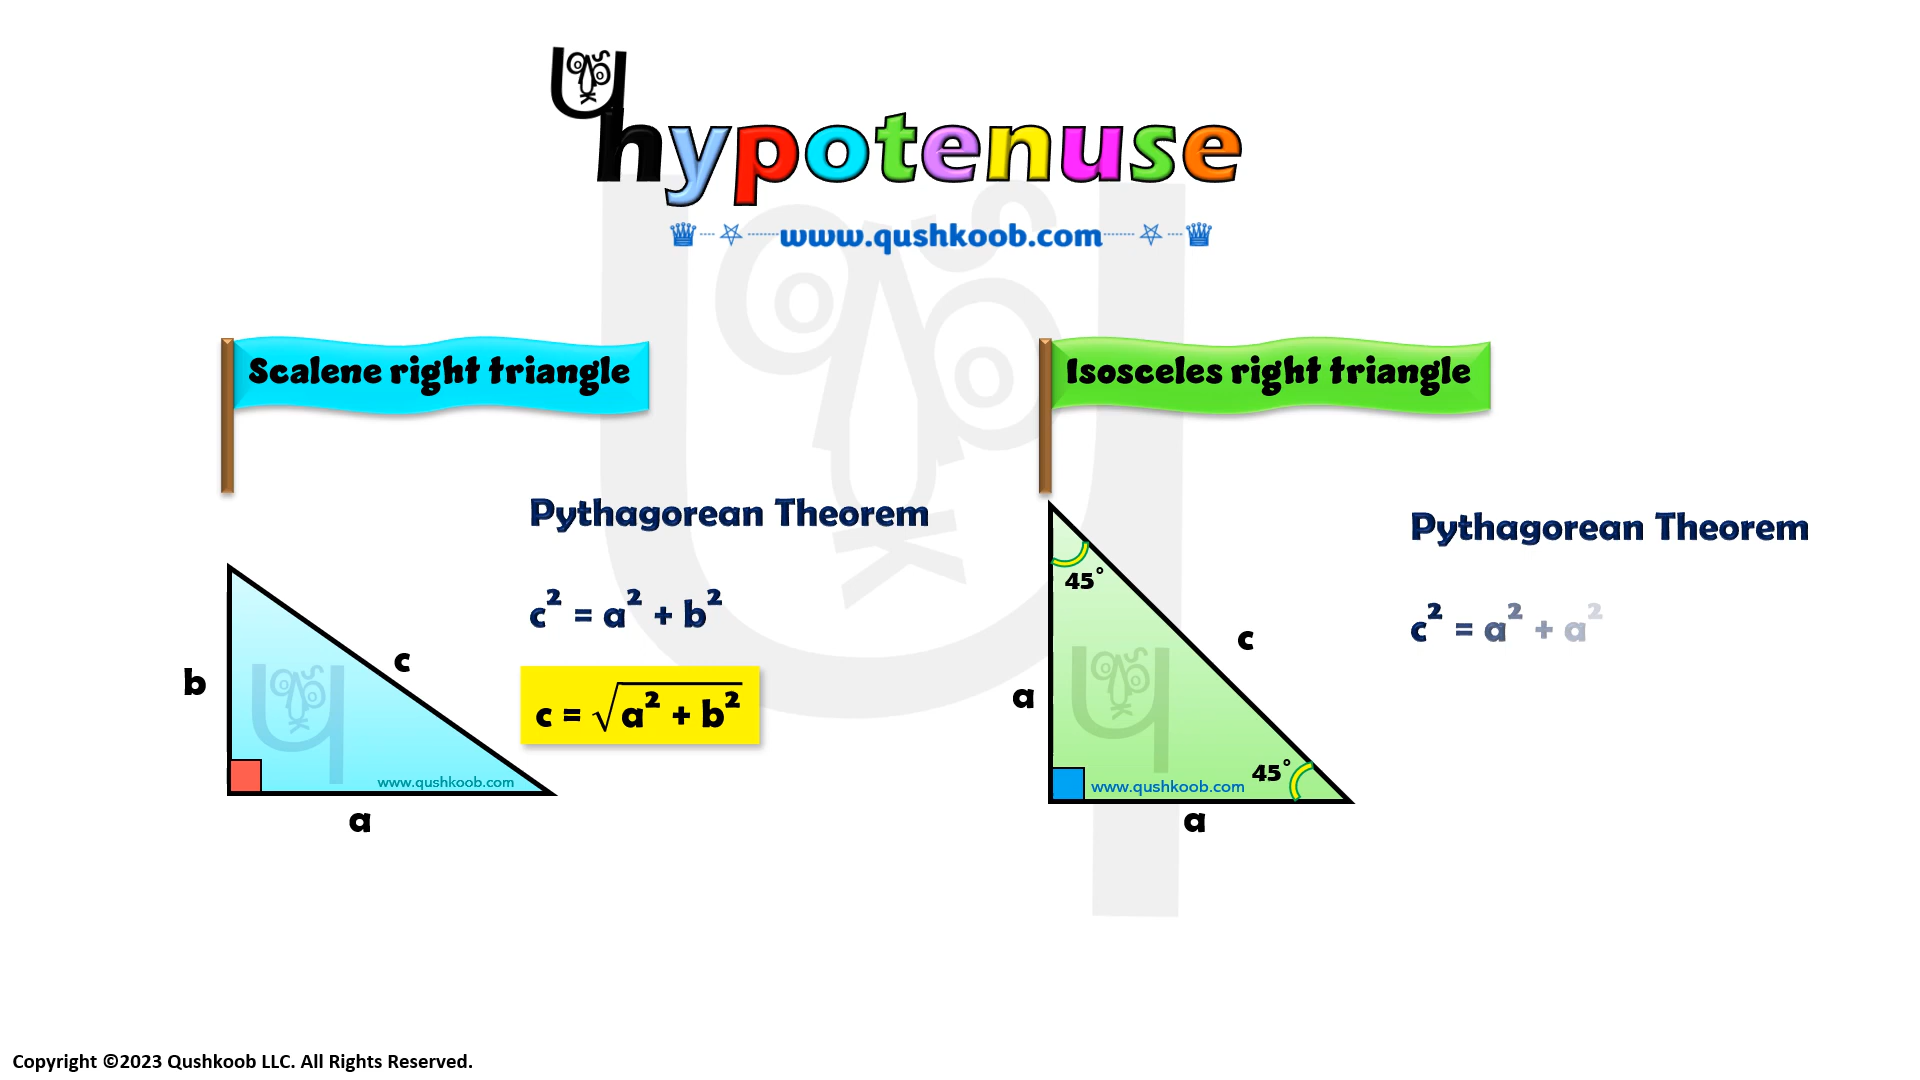 hypotenuse
www.qushkoob.com
Scalene right triangle
Pythagorean Theorem
c² = a² + b²
c = √(a² + b²)
b
c
a
www.qushkoob.com
Isosceles right triangle
Pythagorean Theorem
c² = a² + a²
45°
c
a
45°
www.qushkoob.com
a
Copyright ©2023 Qushkoob LLC. All Rights Reserved.